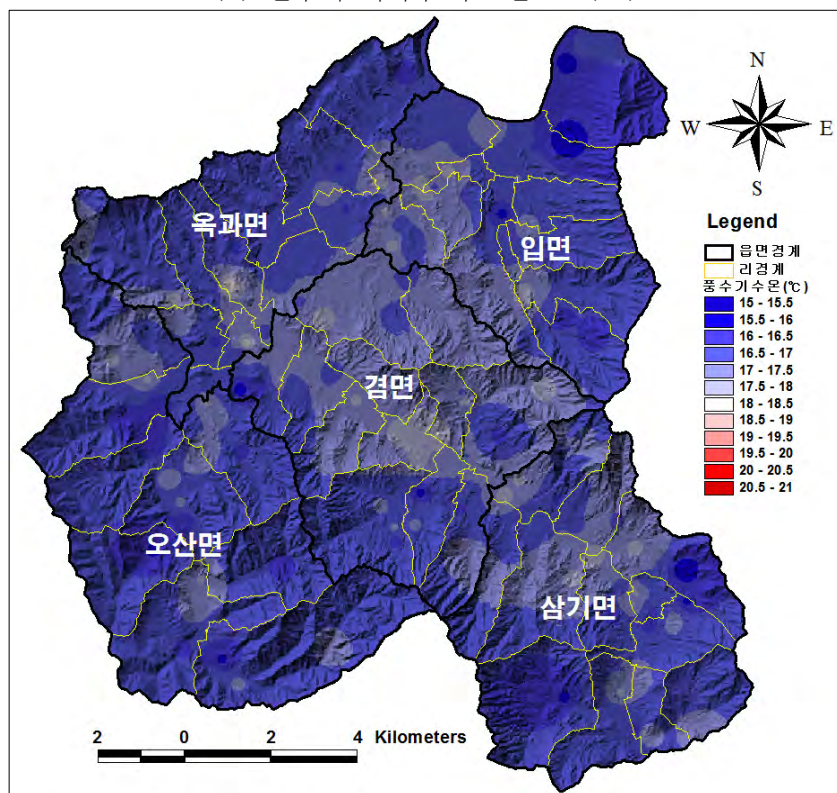 N
W E
S
옥과면
입면
겸면
오산면
삼기면
Legend
읍면경계
리경계
풍수기수온(℃)
15 - 15.5
15.5 - 16
16 - 16.5
16.5 - 17
17 - 17.5
17.5 - 18
18 - 18.5
18.5 - 19
19 - 19.5
19.5 - 20
20 - 20.5
20.5 - 21
2 0 2 4 Kilometers